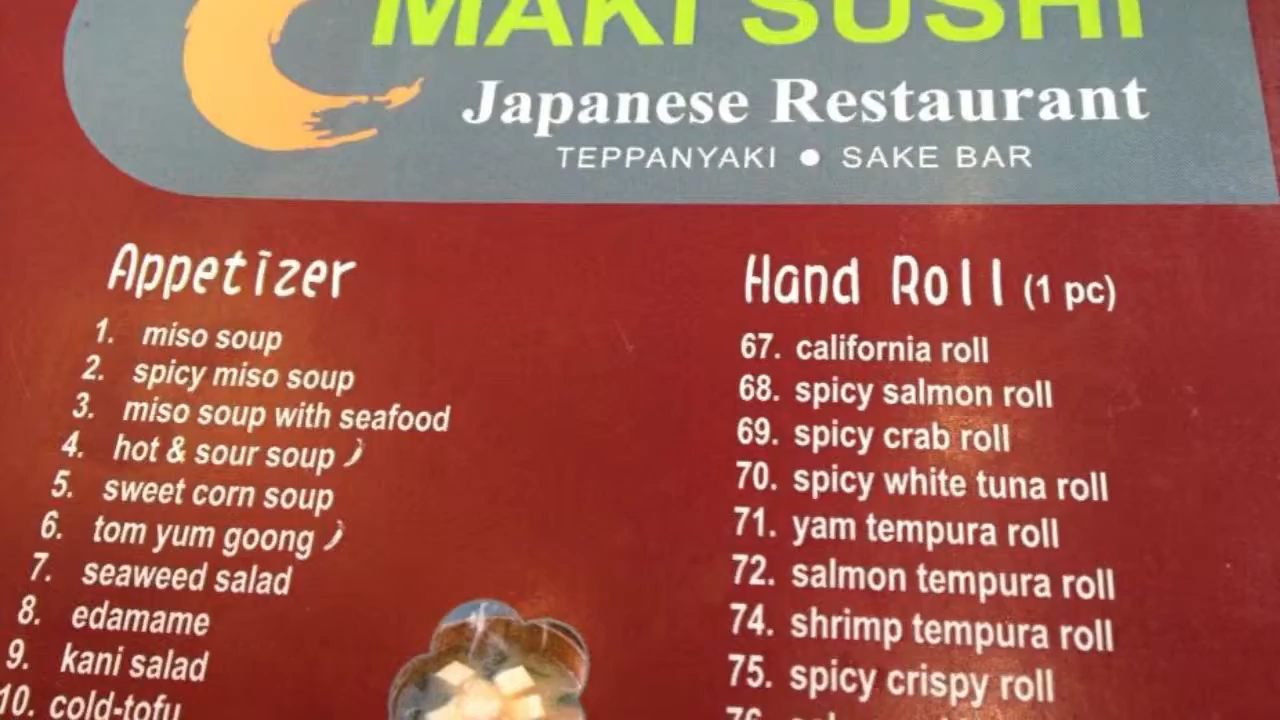 MAKI SUSHI
Japanese Restaurant
TEPPANYAKI ● SAKE BAR
Appetizer
1. miso soup
2. spicy miso soup
3. miso soup with seafood
4. hot & sour soup
5. sweet corn soup
6. tom yum goong
7. seaweed salad
8. edamame
9. kani salad
10. cold-tofu
Hand Roll (1 pc)
67. california roll
68. spicy salmon roll
69. spicy crab roll
70. spicy white tuna roll
71. yam tempura roll
72. salmon tempura roll
74. shrimp tempura roll
75. spicy crispy roll
76.